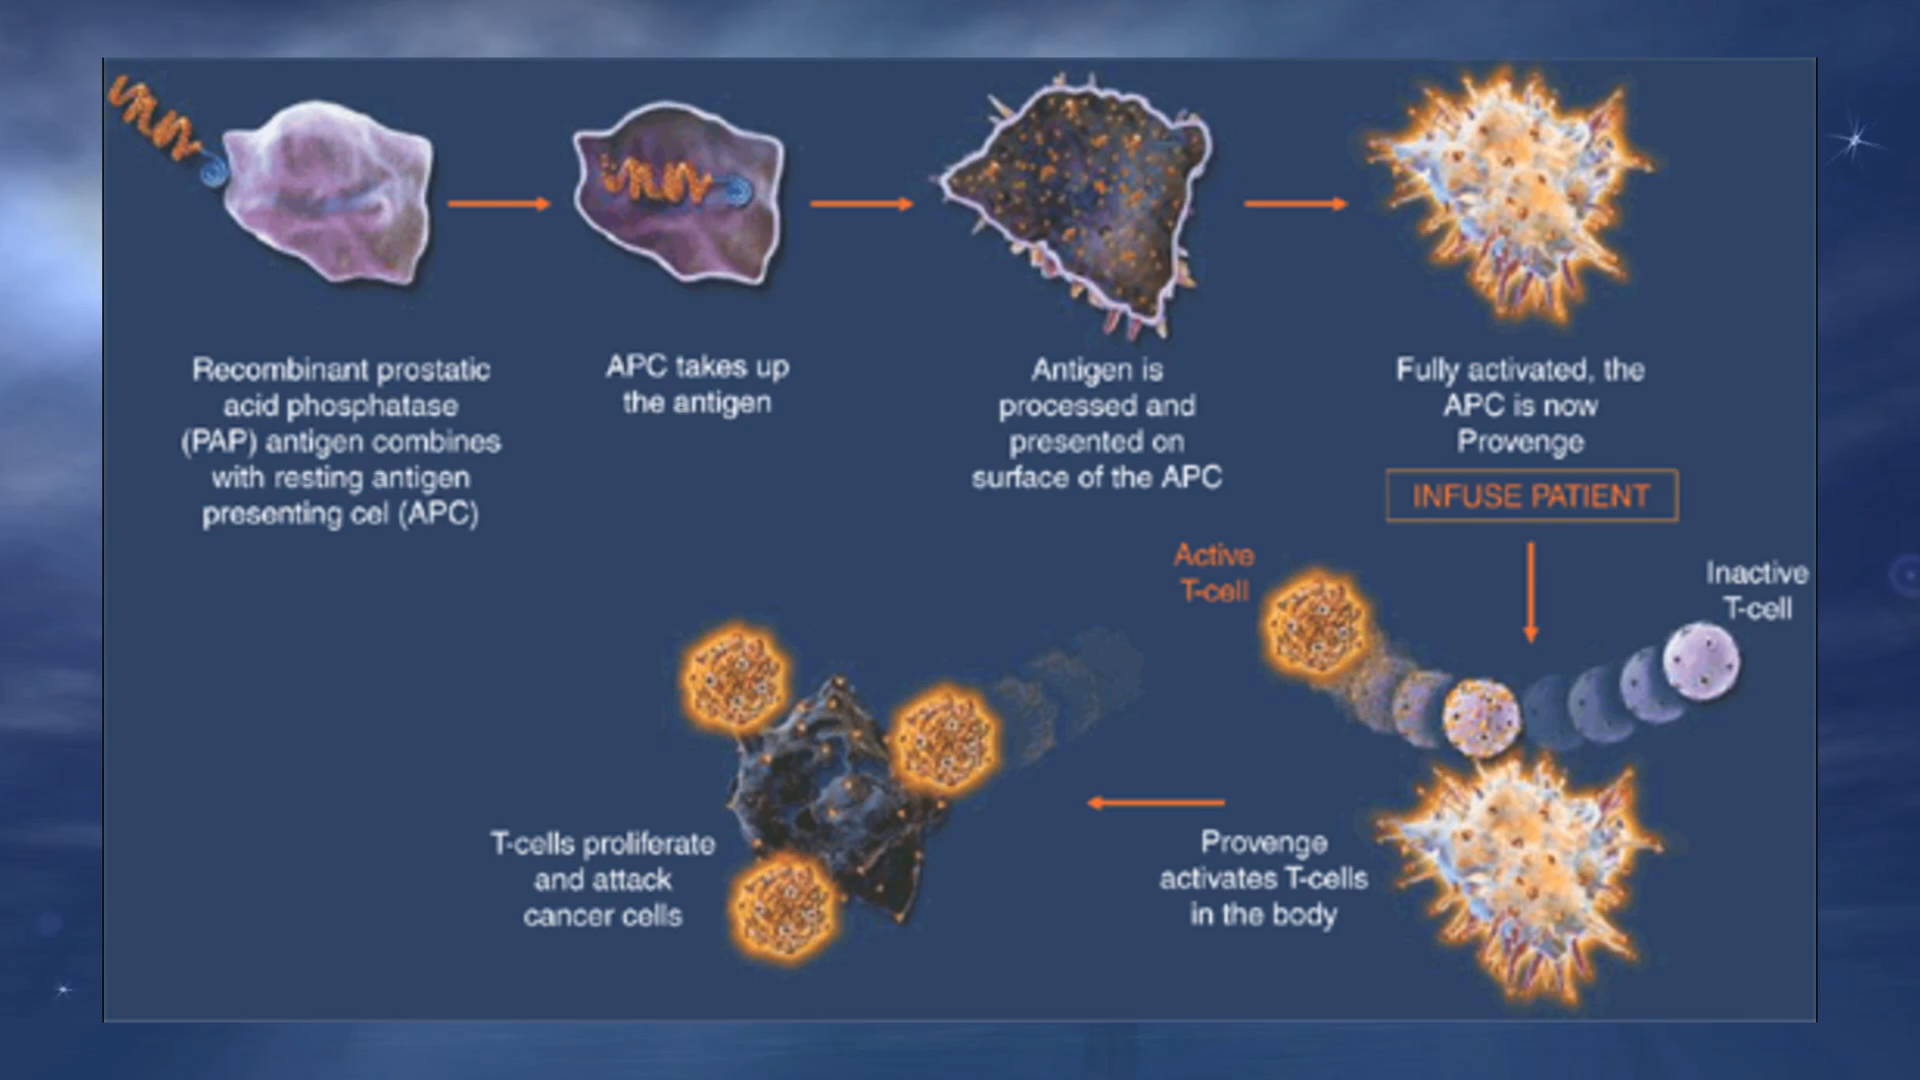 Recombinant prostatic
acid phosphatase
(PAP) antigen combines
with resting antigen
presenting cel (APC)
APC takes up
the antigen
Antigen is
processed and
presented on
surface of the APC
Fully activated, the
APC is now
Provenge
INFUSE PATIENT
Active
T-cell
Inactive
T-cell
Provenge
activates T-cells
in the body
T-cells proliferate
and attack
cancer cells